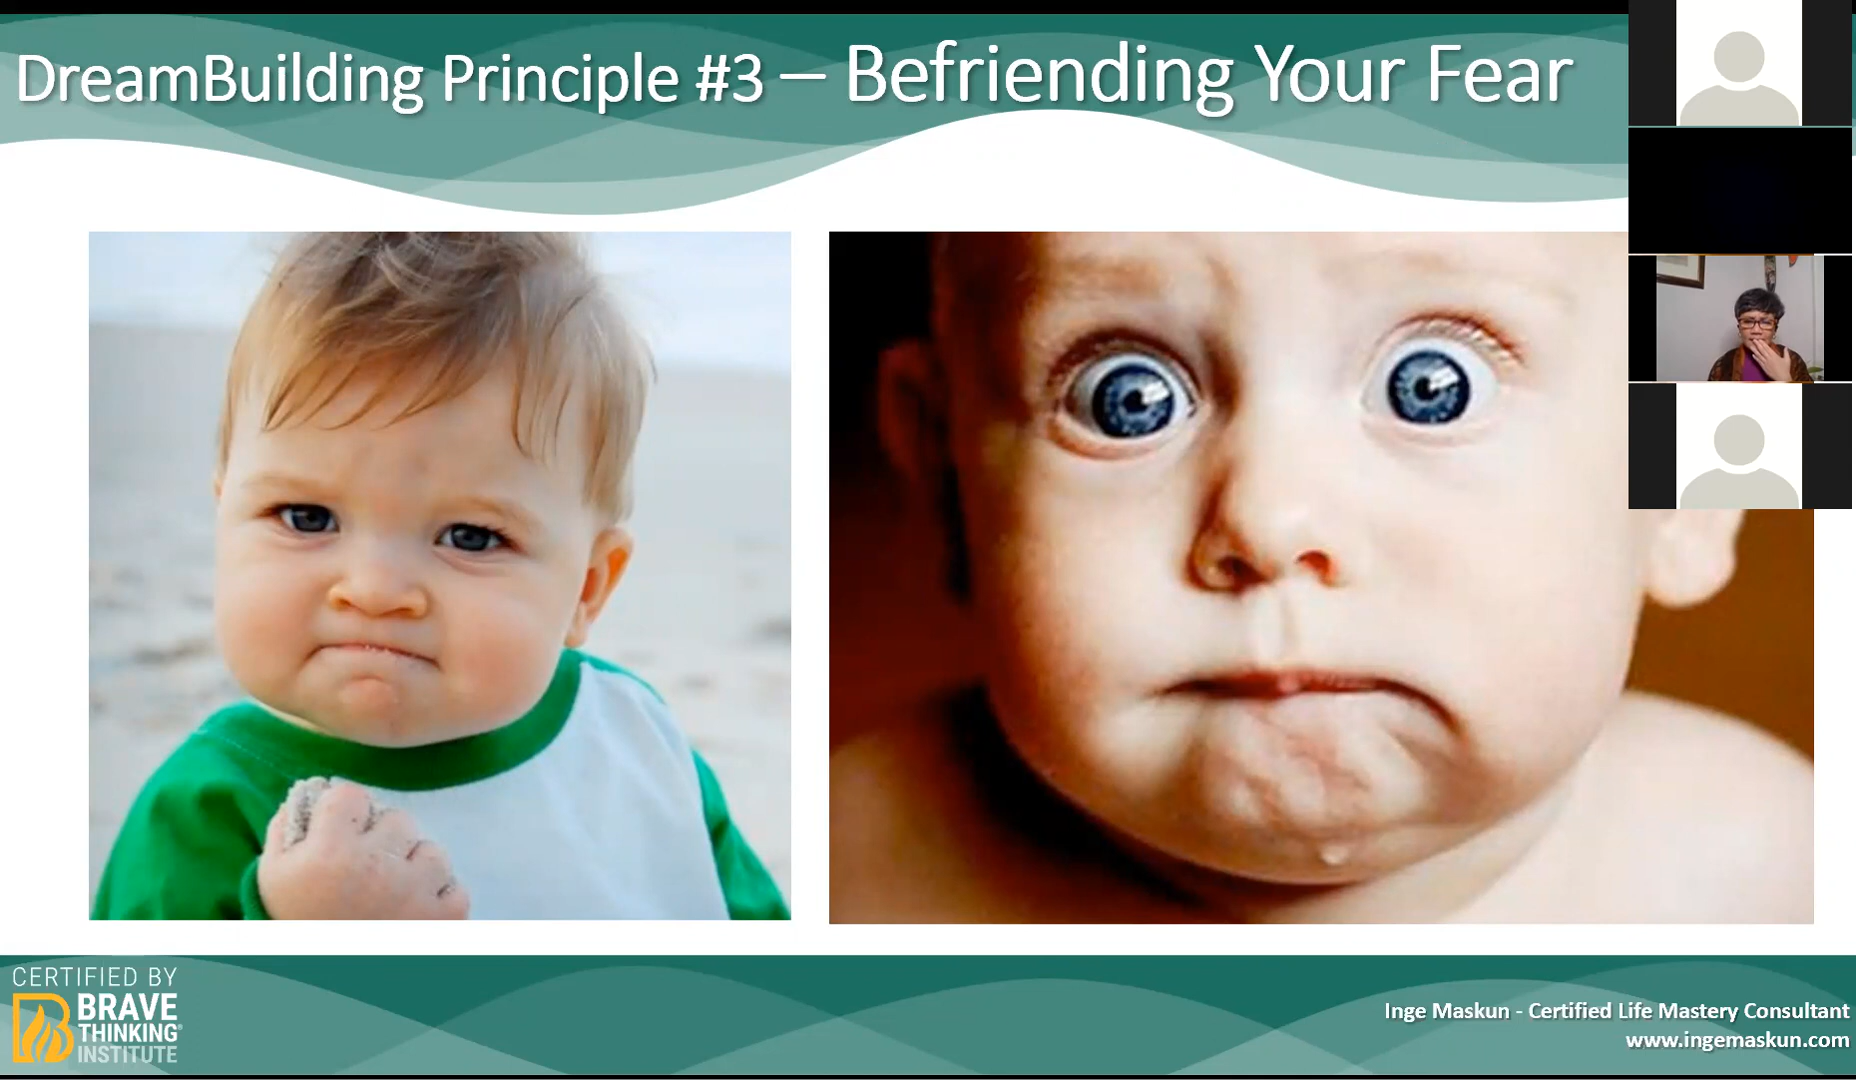 DreamBuilding Principle #3 – Befriending Your Fear
CERTIFIED BY
BRAVE
THINKING
INSTITUTE
Inge Maskun - Certified Life Mastery Consultant
www.ingemaskun.com